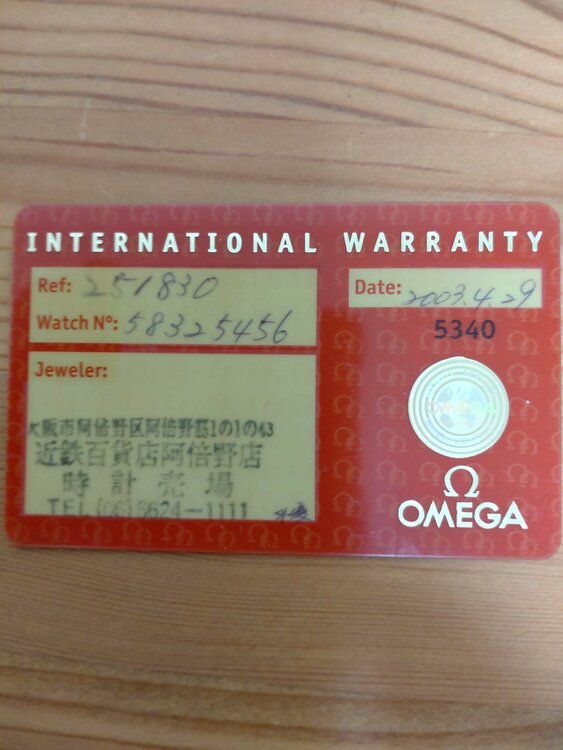 INTERNATIONAL WARRANTY
Ref: 251830
Watch Nº: 58325456
Date: 2003.4.29
5340
Jeweler:
大阪市阿倍野区阿倍野筋1の1の43
近鉄百貨店阿倍野店
時計売場
TEL(06)6624-1111
Ω
OMEGA